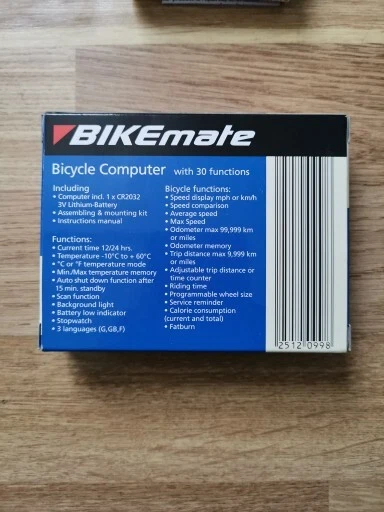 BIKEmate
Bicycle Computer with 30 functions
Including
• Computer incl. 1 x CR2032
3V Lithium-Battery
• Assembling & mounting kit
• Instructions manual
Functions:
• Current time 12/24 hrs.
• Temperature -10°C to + 60°C
• °C or °F temperature mode
• Min/Max temperature memory
• Auto shut down function after
15 min. standby
• Scan function
• Background light
• Battery low indicator
• Stopwatch
• 3 languages (G,GB,F)
Bicycle functions:
• Speed display mph or km/h
• Speed comparison
• Average speed
• Max Speed
• Odometer max 99,999 km
or miles
• Odometer memory
• Trip distance max 9,999 km
or miles
• Adjustable trip distance or
time counter
• Riding time
• Programmable wheel size
• Service reminder
• Calorie consumption
(current and total)
• Fatburn
2512 0998